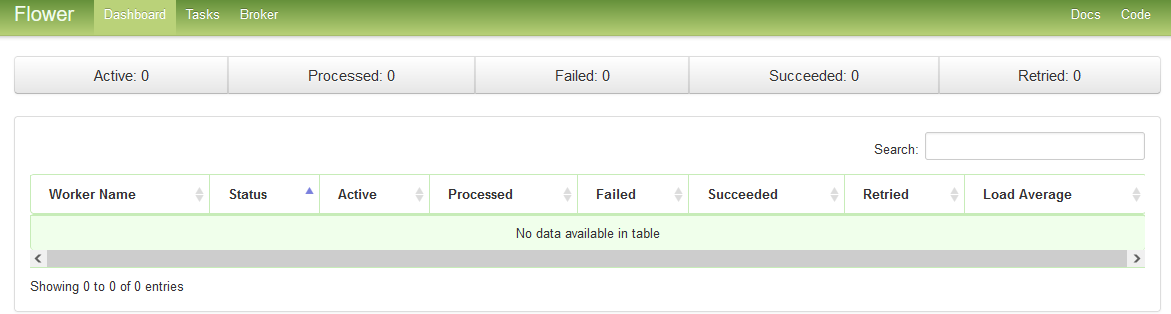 Flower Dashboard Tasks Broker Docs Code
Active: 0 Processed: 0 Failed: 0 Succeeded: 0 Retried: 0
Search:
Worker Name Status Active Processed Failed Succeeded Retried Load Average
No data available in table
Showing 0 to 0 of 0 entries